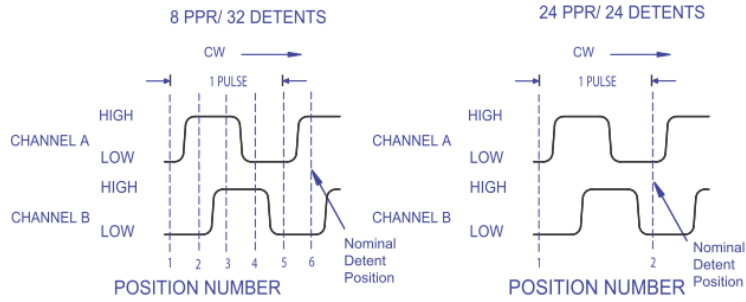 8 PPR/ 32 DETENTS
CW
1 PULSE
HIGH
CHANNEL A
LOW
HIGH
CHANNEL B
LOW
1 2 3 4 5 6
Nominal
Detent
Position
POSITION NUMBER
24 PPR/ 24 DETENTS
CW
1 PULSE
HIGH
CHANNEL A
LOW
HIGH
CHANNEL B
LOW
1 2
Nominal
Detent
Position
POSITION NUMBER